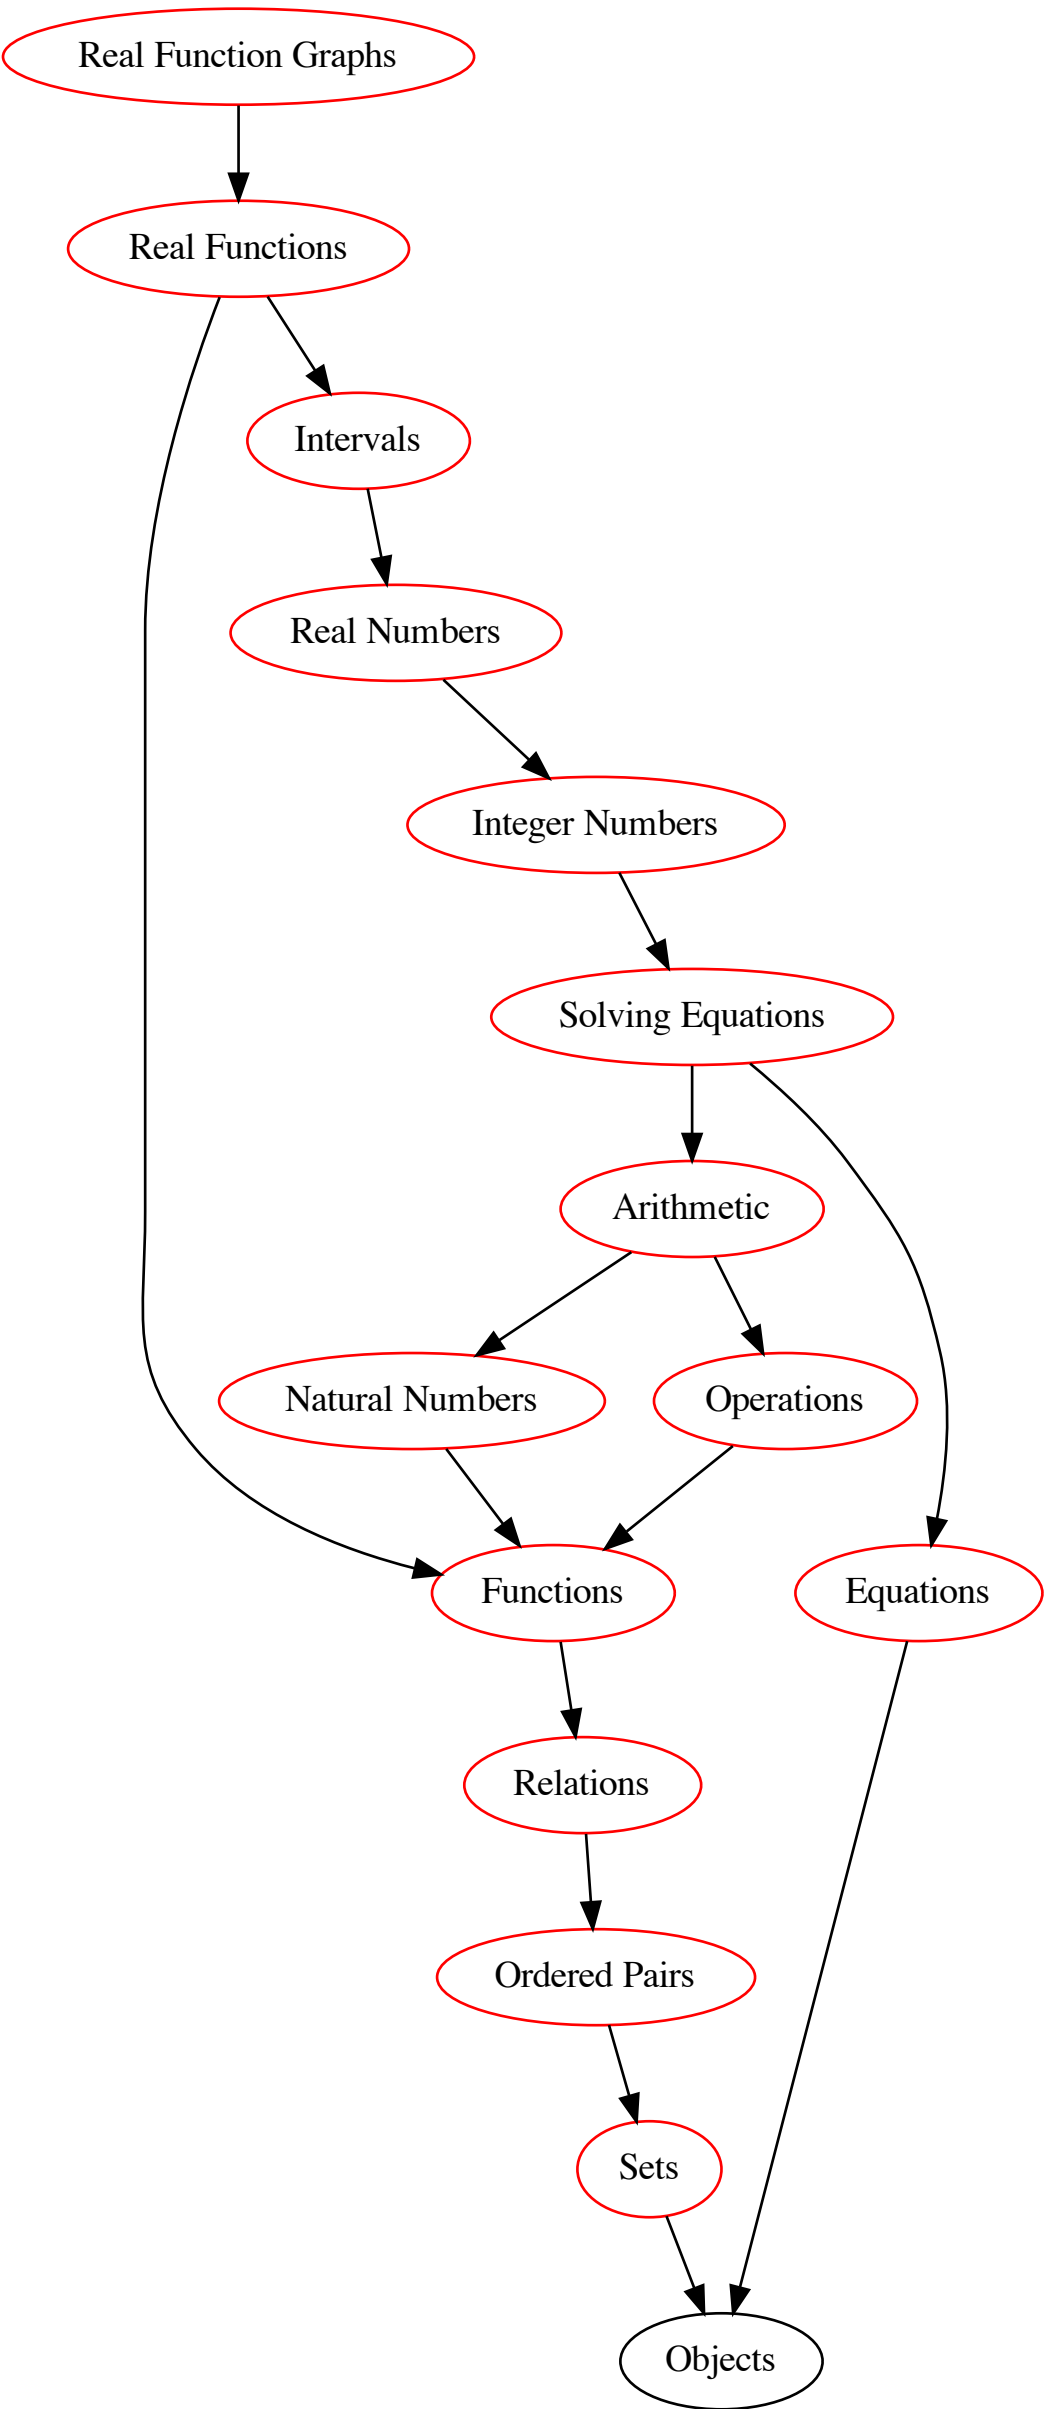 Real Function Graphs
Real Functions
Intervals
Real Numbers
Integer Numbers
Solving Equations
Arithmetic
Natural Numbers
Operations
Functions
Equations
Relations
Ordered Pairs
Sets
Objects